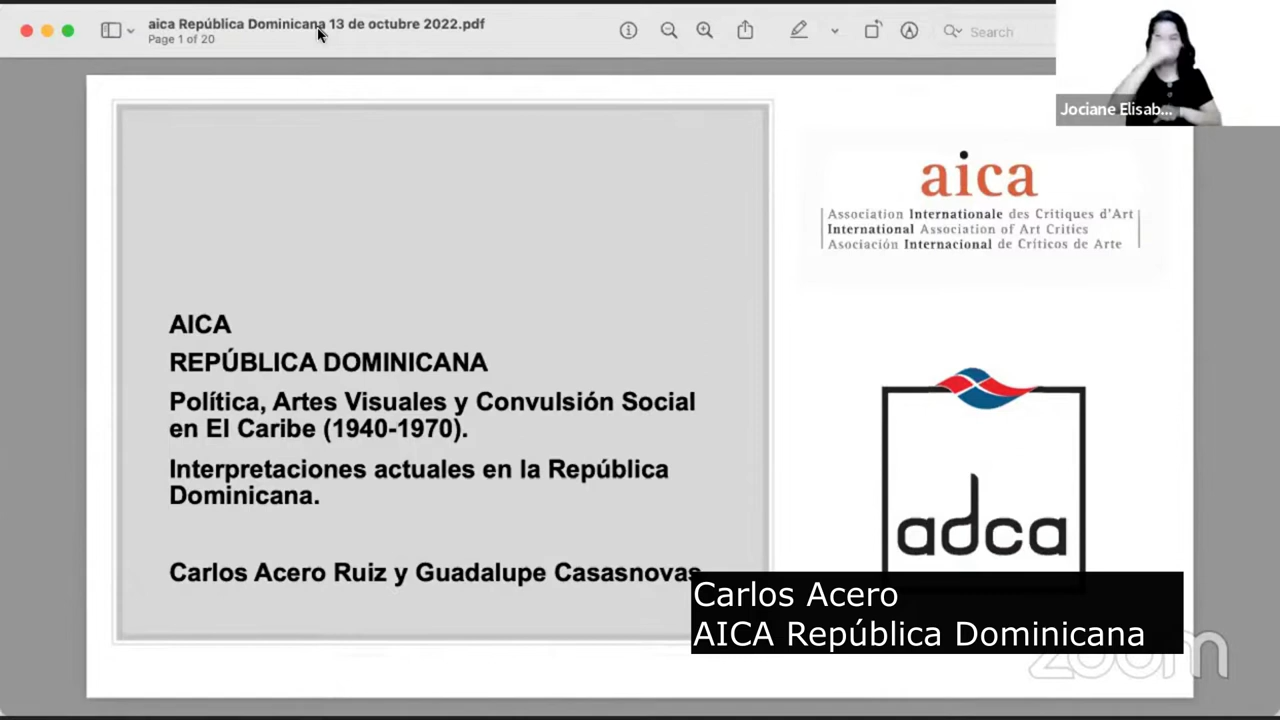 aica República Dominicana 13 de octubre 2022.pdf
Page 1 of 20
Search
Jociane Elisab...
aica
Association Internationale des Critiques d'Art
International Association of Art Critics
Asociación Internacional de Críticos de Arte
AICA
REPÚBLICA DOMINICANA
Política, Artes Visuales y Convulsión Social
en El Caribe (1940-1970).
Interpretaciones actuales en la República
Dominicana.
Carlos Acero Ruiz y Guadalupe Casasnovas
adca
Carlos Acero
AICA República Dominicana
zoom